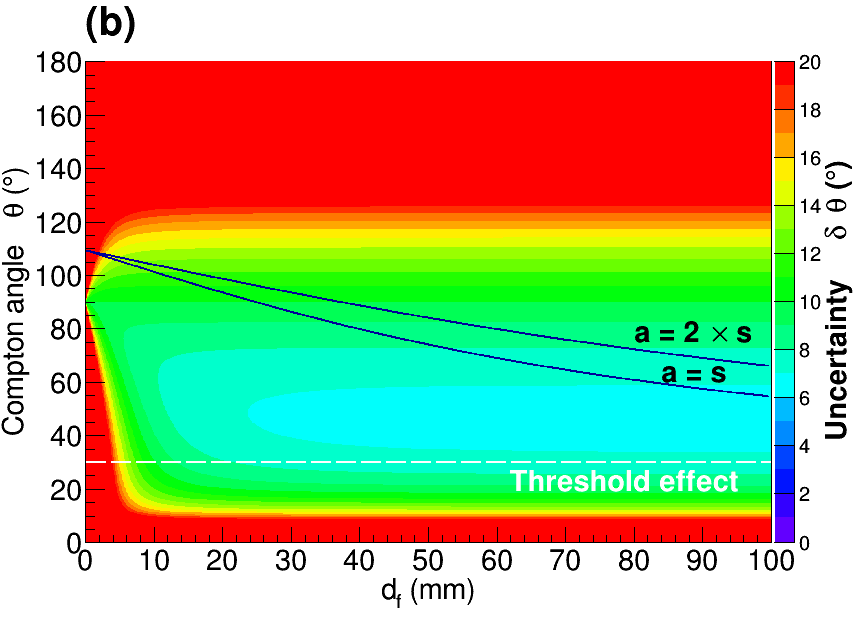 (b)
180
160
140
120
100
80
60
40
20
0
Compton angle θ (°)
0 10 20 30 40 50 60 70 80 90 100
df (mm)
a = 2 × s
a = s
Threshold effect
20
18
16
14
12
10
8
6
4
2
0
Uncertainty δ θ (°)